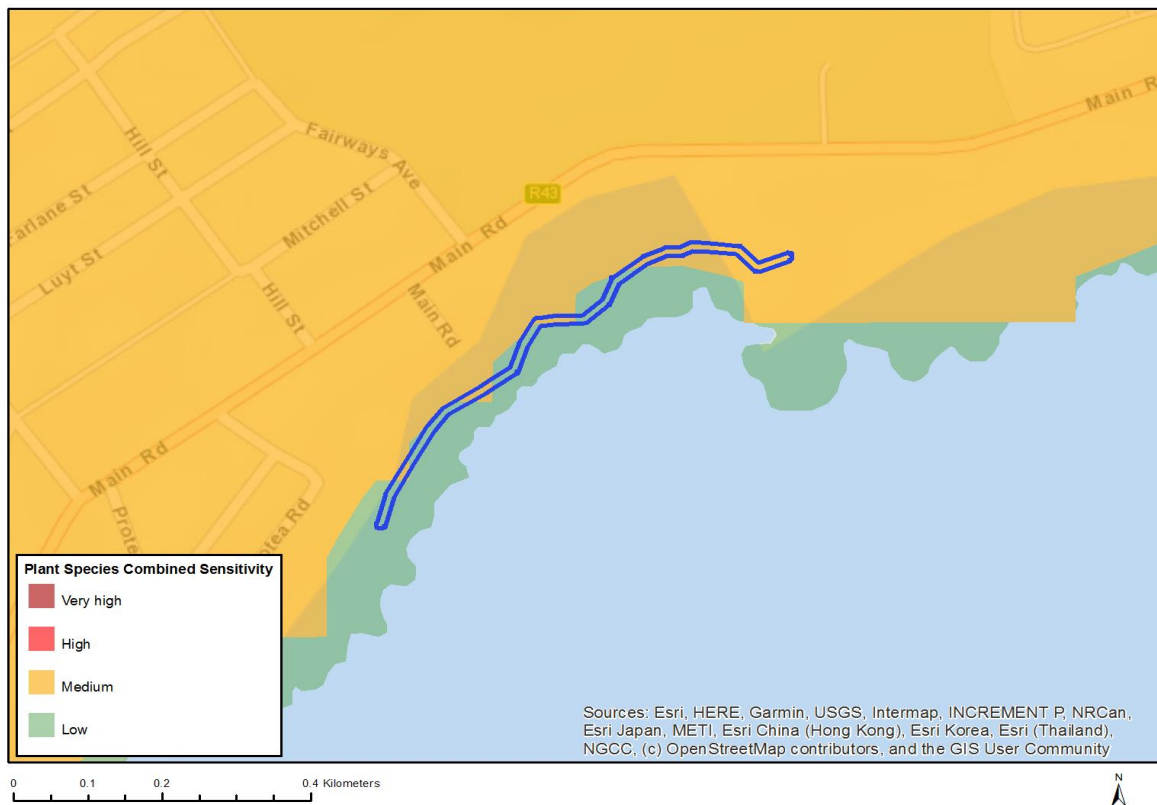 Main R
Hill St
Fairways Ave
Farlane St
Mitchell St
R43
Luyt St
Main Rd
Main Rd
Hill St
Main Rd
Prote
otea Rd
Plant Species Combined Sensitivity
Very high
High
Medium
Low
Sources: Esri, HERE, Garmin, USGS, Intermap, INCREMENT P, NRCan,
Esri Japan, METI, Esri China (Hong Kong), Esri Korea, Esri (Thailand),
NGCC, (c) OpenStreetMap contributors, and the GIS User Community
0 0.1 0.2 0.4 Kilometers
N